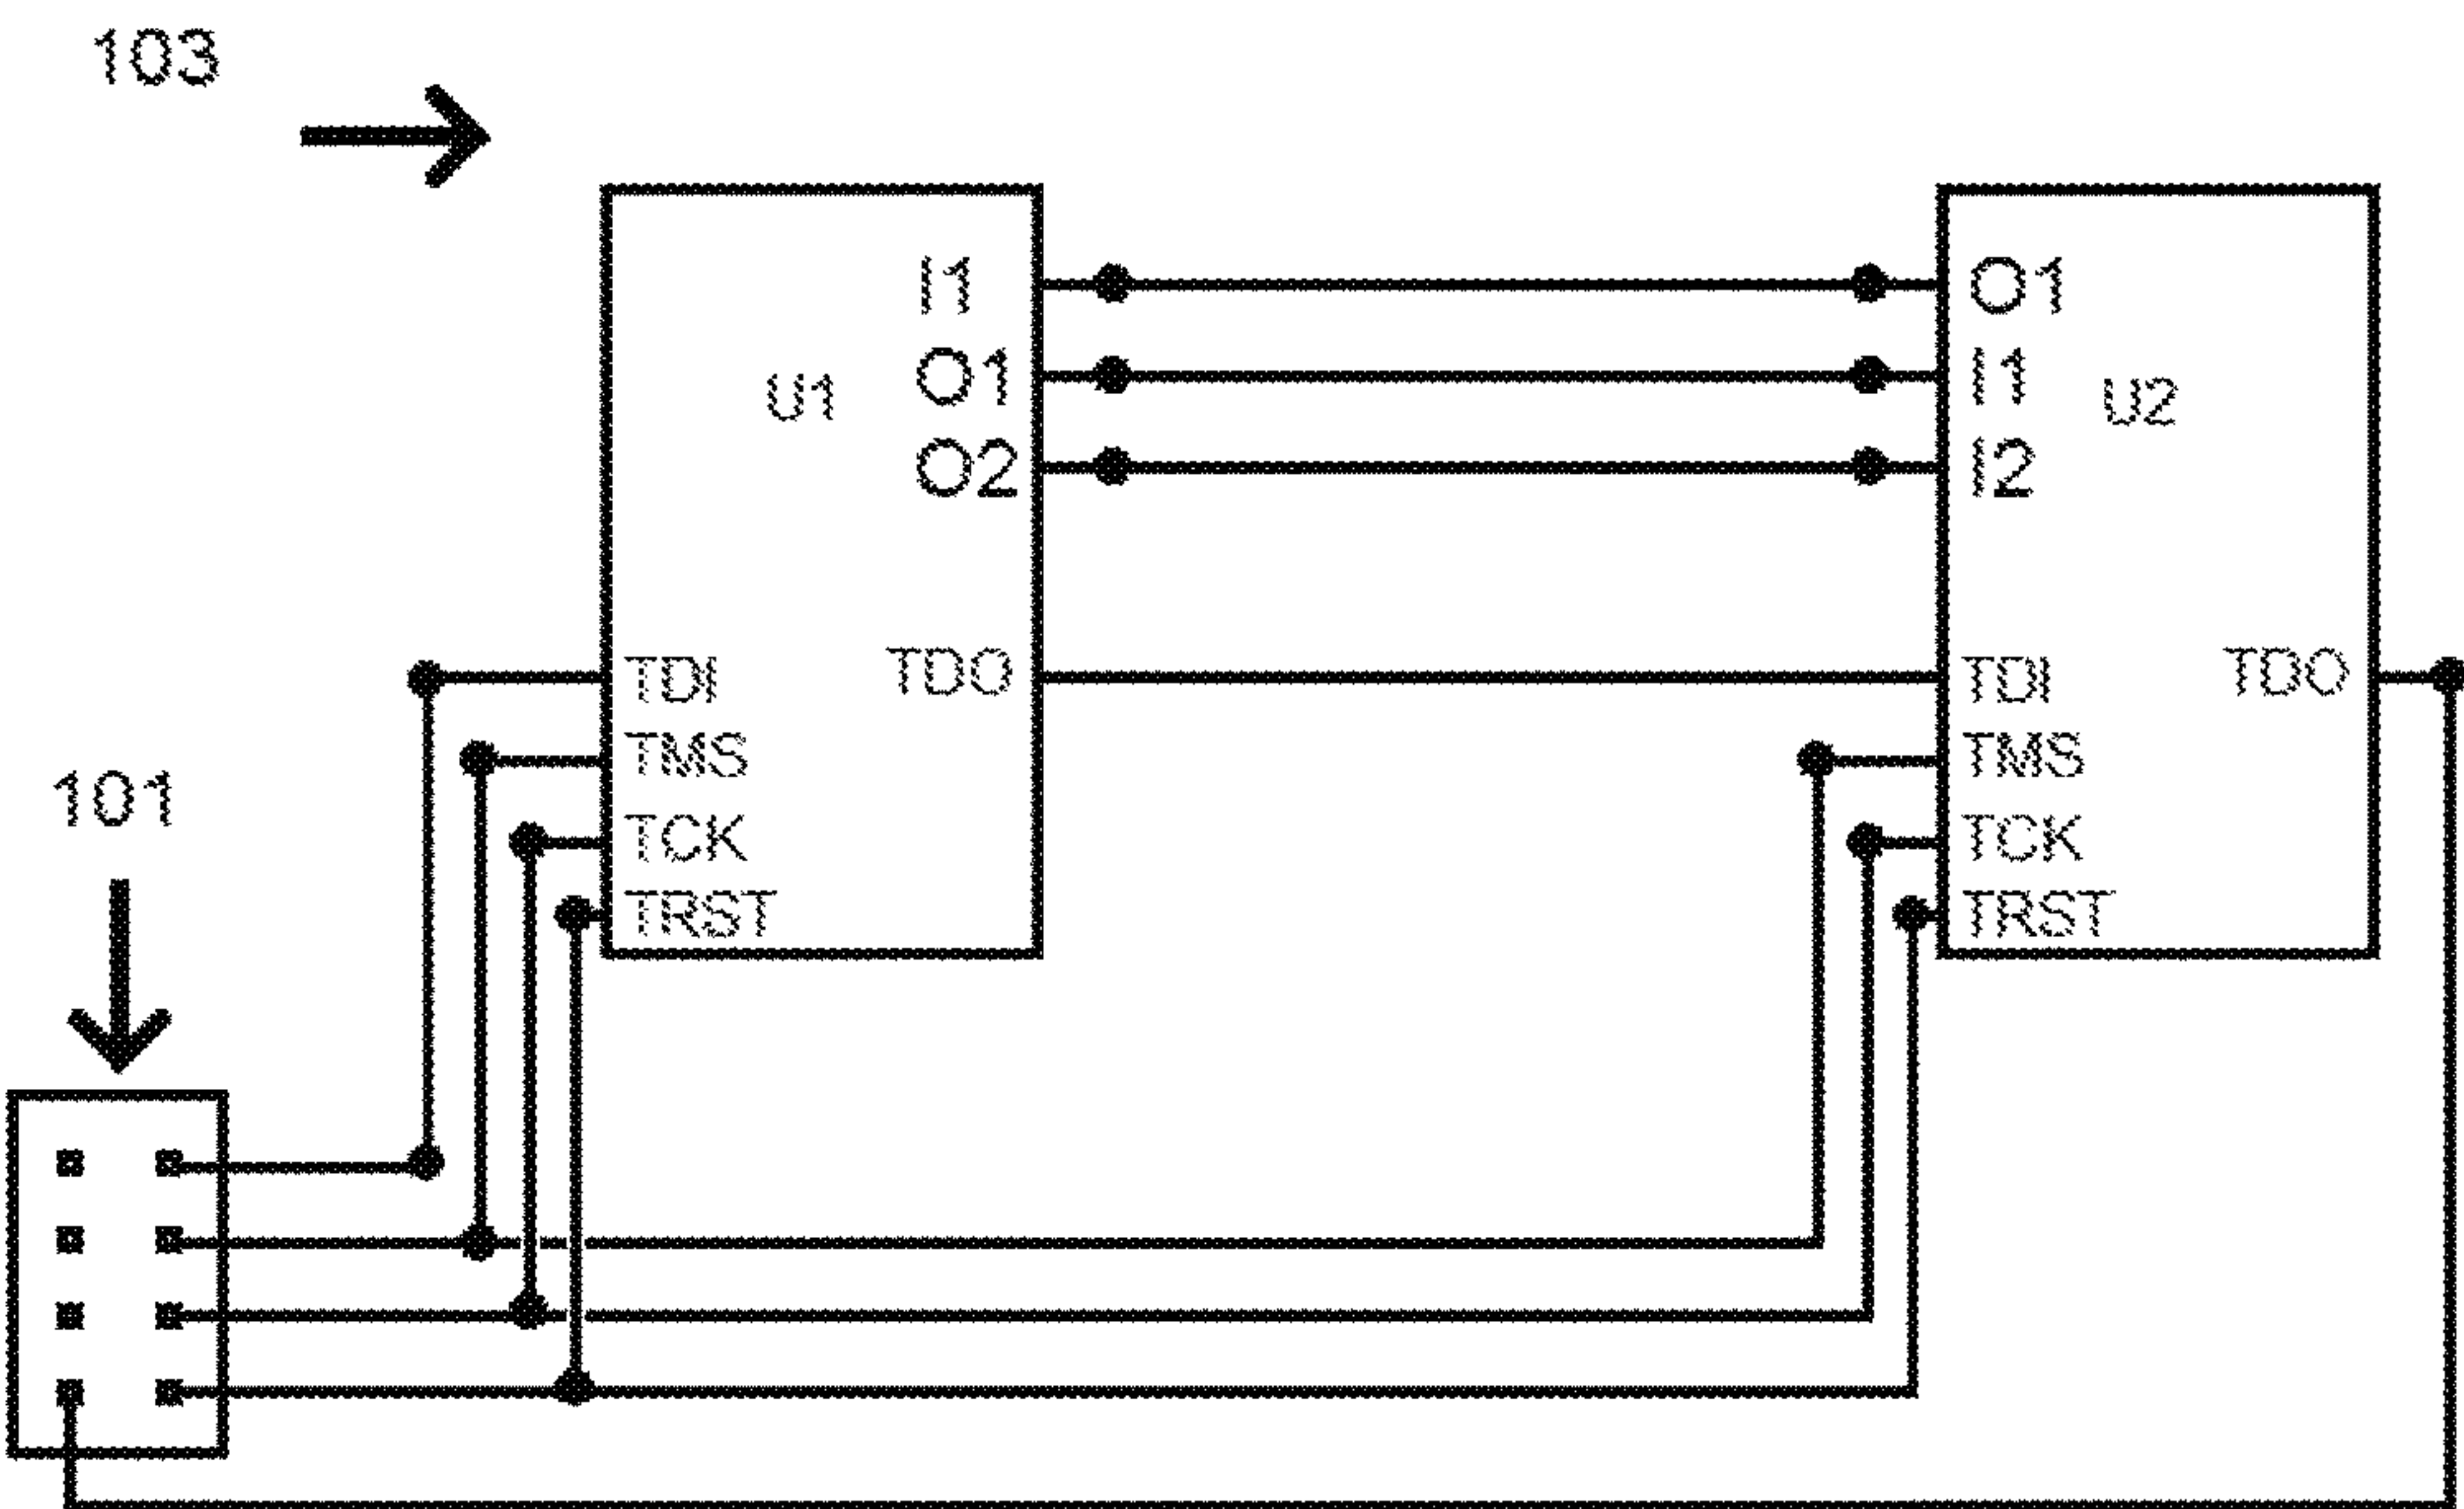 103
I1
O1
O2
U1
TDI
TDO
TMS
TCK
TRST
O1
I1
I2
U2
TDI
TDO
TMS
TCK
TRST
101